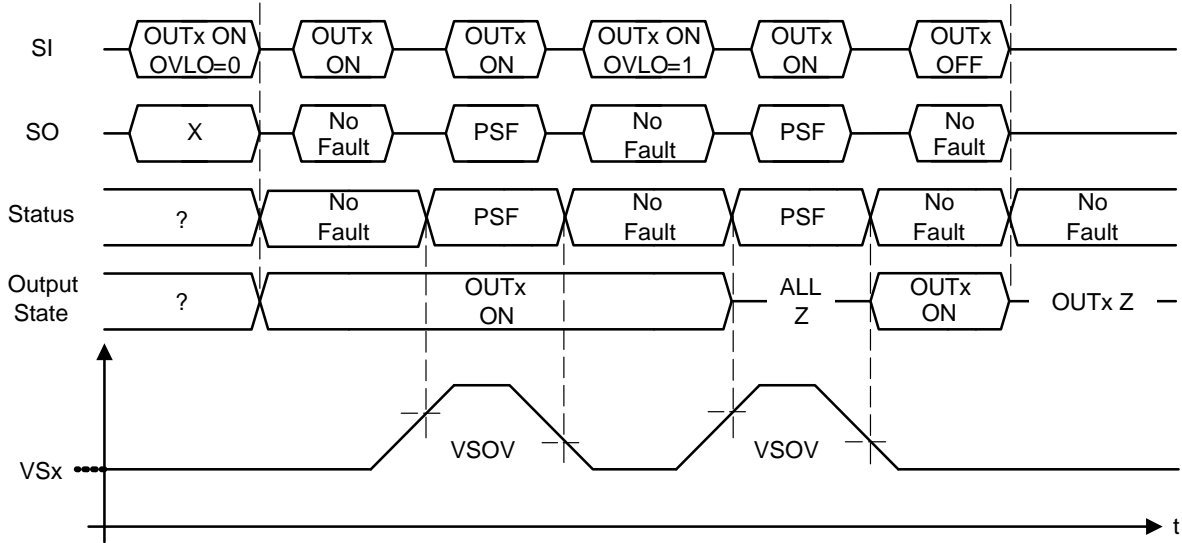 SI
OUTx ON
OVLO=0
OUTx
ON
OUTx
ON
OUTx ON
OVLO=1
OUTx
ON
OUTx
OFF
SO
X
No
Fault
PSF
No
Fault
PSF
No
Fault
Status
?
No
Fault
PSF
No
Fault
PSF
No
Fault
No
Fault
Output
State
?
OUTx
ON
ALL
Z
OUTx
ON
OUTx Z
VSOV
VSOV
VSx
t